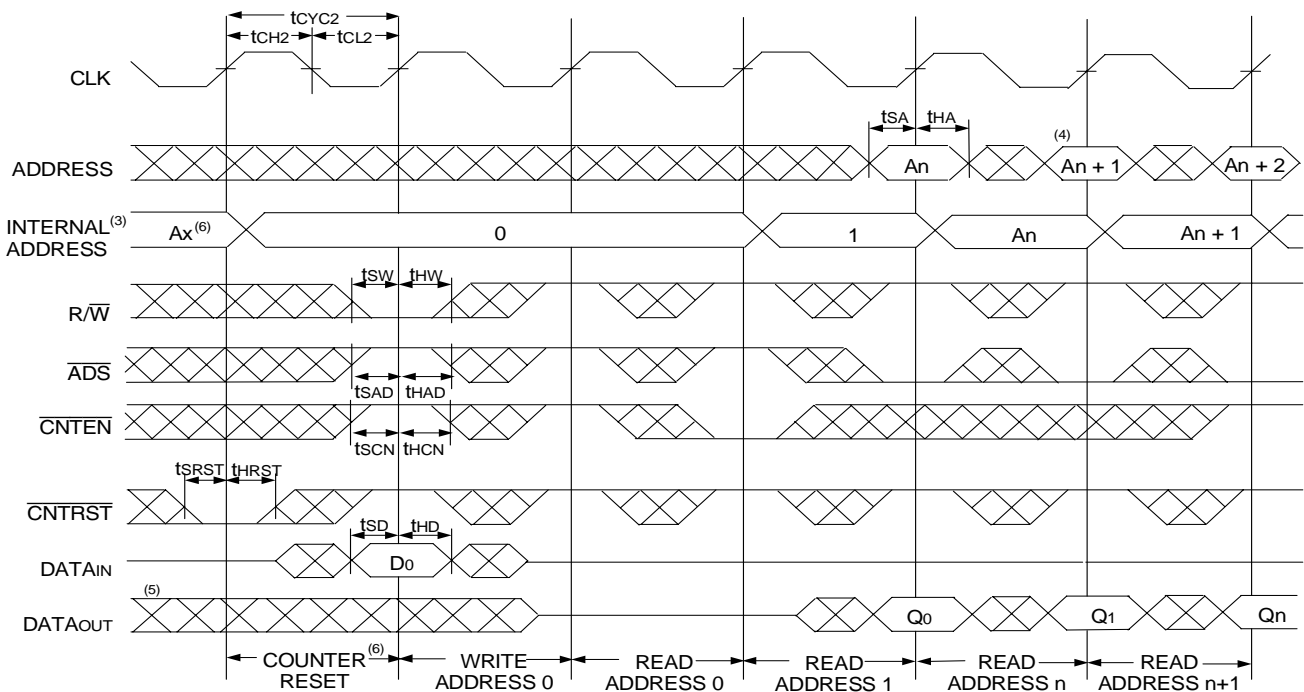 tCYC2
tCH2 tCL2
CLK
tSA tHA
(4)
ADDRESS An An + 1 An + 2
INTERNAL(3) Ax(6) 0 1 An An + 1
ADDRESS
tSW tHW
R/W
ADS
tSAD tHAD
CNTEN
tSCN tHCN
tSRST tHRST
CNTRST
tSD tHD
DATAIN D0
(5)
DATAOUT Q0 Q1 Qn
COUNTER(6) WRITE READ READ READ READ
RESET ADDRESS 0 ADDRESS 0 ADDRESS 1 ADDRESS n ADDRESS n+1